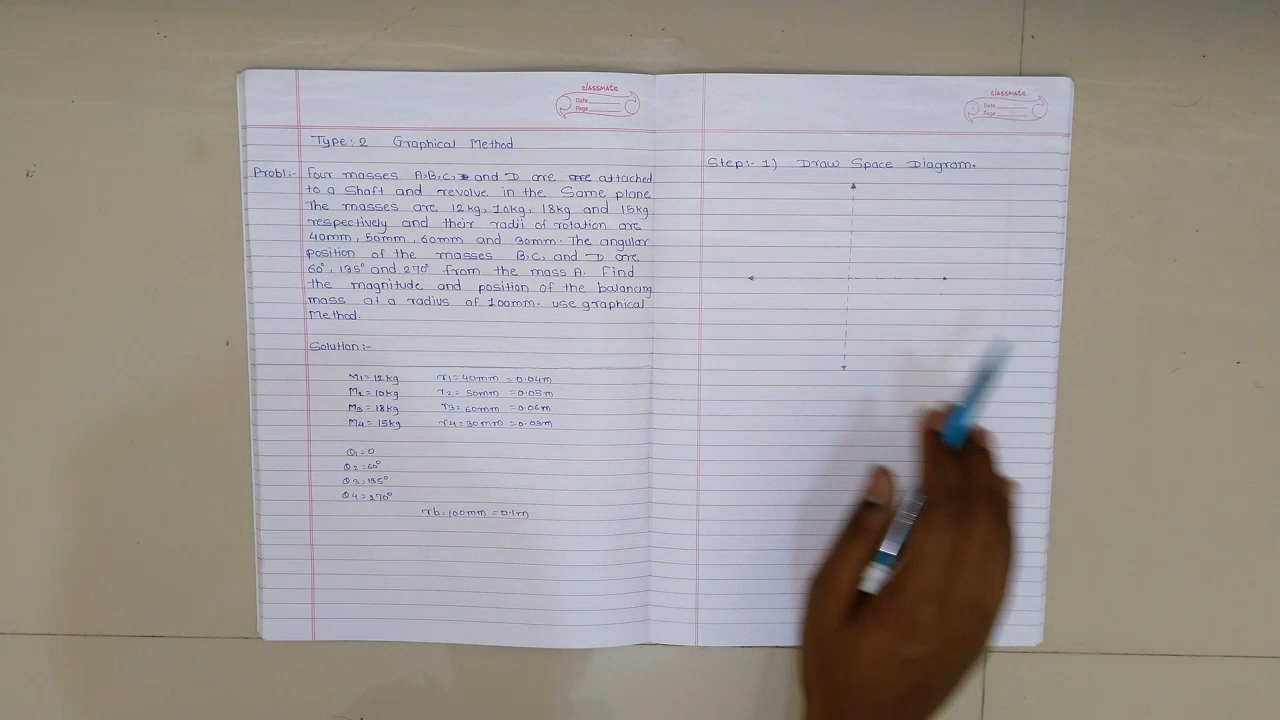 classmate
Date
Page
Type:2 Graphical Method
Prob1:- Four masses A,B,C, and D are are attached
to a Shaft and revolve in the Same plane
The masses are 12kg, 10kg, 18kg and 15kg
respectively and their radii of rotation are
40mm, 50mm, 60mm and 30mm. The angular
position of the masses B,C, and D are
60°, 135° and 270° from the mass A. Find
the magnitude and position of the balancing
mass at a radius of 100mm. use graphical
Method.
Solution:-
M1=12kg r1=40mm =0.04m
M2=10kg r2=50mm =0.05m
M3=18kg r3=60mm =0.06m
M4=15kg r4=30mm =0.03m
θ1=0
θ2=60°
θ3=135°
θ4=270°
rb=100mm =0.1m
classmate
Date
Page
Step:- 1) Draw Space Diagram.